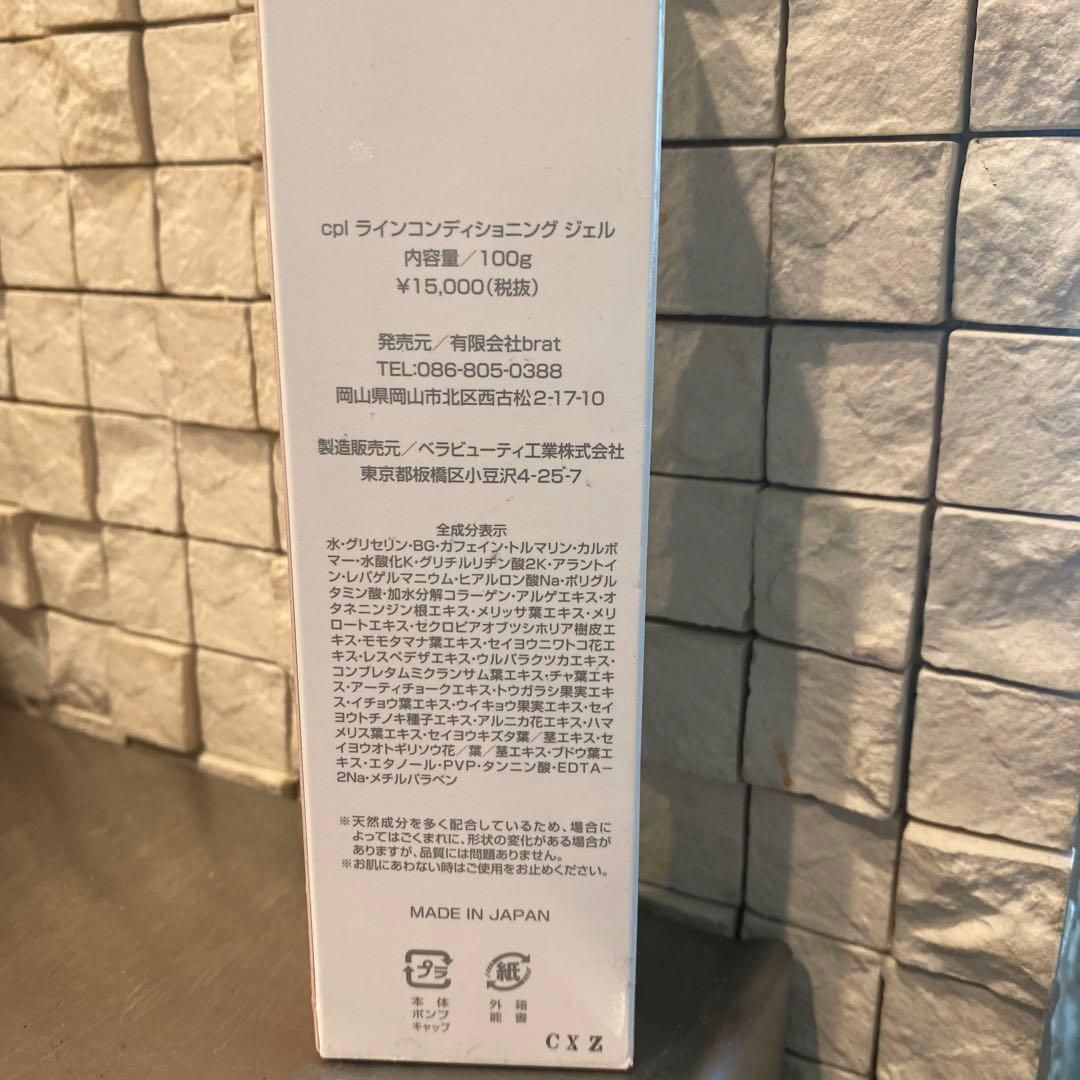 cpl ラインコンディショニング ジェル
内容量／100g
¥15,000(税抜)
発売元／有限会社brat
TEL:086-805-0388
岡山県岡山市北区西古松2-17-10
製造販売元／ベラビューティ工業株式会社
東京都板橋区小豆沢4-25-7
全成分表示
水・グリセリン・BG・カフェイン・トルマリン・カルボ
マー・水酸化K・グリチルリチン酸2K・アラントイ
ン・レパゲルマニウム・ヒアルロン酸Na・ポリグル
タミン酸・加水分解コラーゲン・アルゲエキス・オ
タネニンジン根エキス・メリッサ葉エキス・メリ
ロートエキス・セクロピアオブツシホリア樹皮エ
キス・モモタマナ葉エキス・セイヨウニワトコ花エ
キス・レスペデザエキス・ウルバラクツカエキス・
コンブレタムミクランサム葉エキス・チャ葉エキ
ス・アーティチョークエキス・トウガラシ果実エキ
ス・イチョウ葉エキス・ウイキョウ果実エキス・セイ
ヨウトチノキ種子エキス・アルニカ花エキス・ハマ
メリス葉エキス・セイヨウキズタ葉／茎エキス・セ
イヨウオトギリソウ花／葉／茎エキス・ブドウ葉エ
キス・エタノール・PVP・タンニン酸・EDTA－
2Na・メチルパラベン
※天然成分を多く配合しているため、場合に
よってはごくまれに、形状の変化がある場合が
ありますが、品質には問題ありません。
※お肌にあわない時はご使用をお止めください。
MADE IN JAPAN
プラ 紙
本体 外箱
ポンプ 能書
キャップ
CXZ